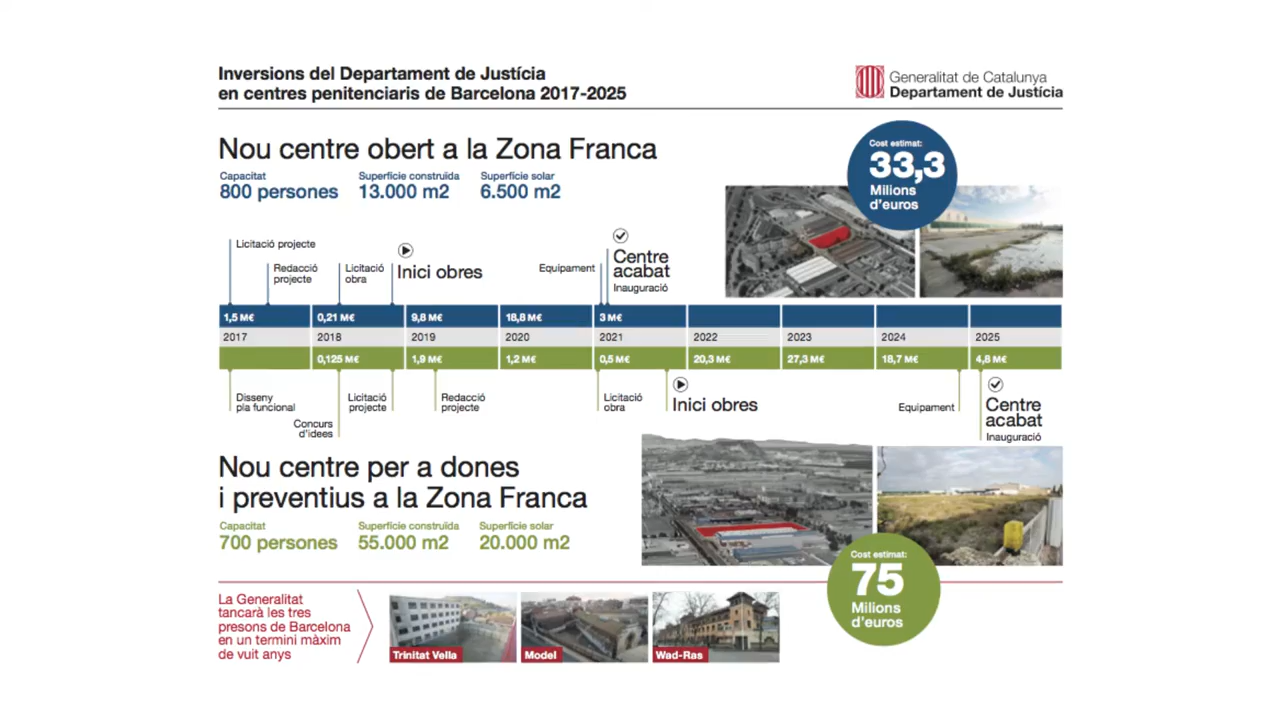 Inversions del Departament de Justícia
en centres penitenciaris de Barcelona 2017-2025
Generalitat de Catalunya
Departament de Justícia
Nou centre obert a la Zona Franca
Capacitat
800 persones
Superfície construïda
13.000 m2
Superfície solar
6.500 m2
Cost estimat:
33,3
Milions
d'euros
Licitació projecte
Redacció
projecte
Licitació
obra
Inici obres
Equipament
Centre
acabat
Inauguració
1,5 M€ 0,21 M€ 9,8 M€ 18,8 M€ 3 M€
2017 2018 2019 2020 2021 2022 2023 2024 2025
0,125 M€ 1,9 M€ 1,2 M€ 0,5 M€ 20,3 M€ 27,3 M€ 18,7 M€ 4,8 M€
Disseny
pla funcional
Concurs
d'idees
Licitació
projecte
Redacció
projecte
Licitació
obra
Inici obres
Equipament
Centre
acabat
Inauguració
Nou centre per a dones
i preventius a la Zona Franca
Capacitat
700 persones
Superfície construïda
55.000 m2
Superfície solar
20.000 m2
Cost estimat:
75
Milions
d'euros
La Generalitat
tancarà les tres
presons de Barcelona
en un termini màxim
de vuit anys
Trinitat Vella
Model
Wad-Ras